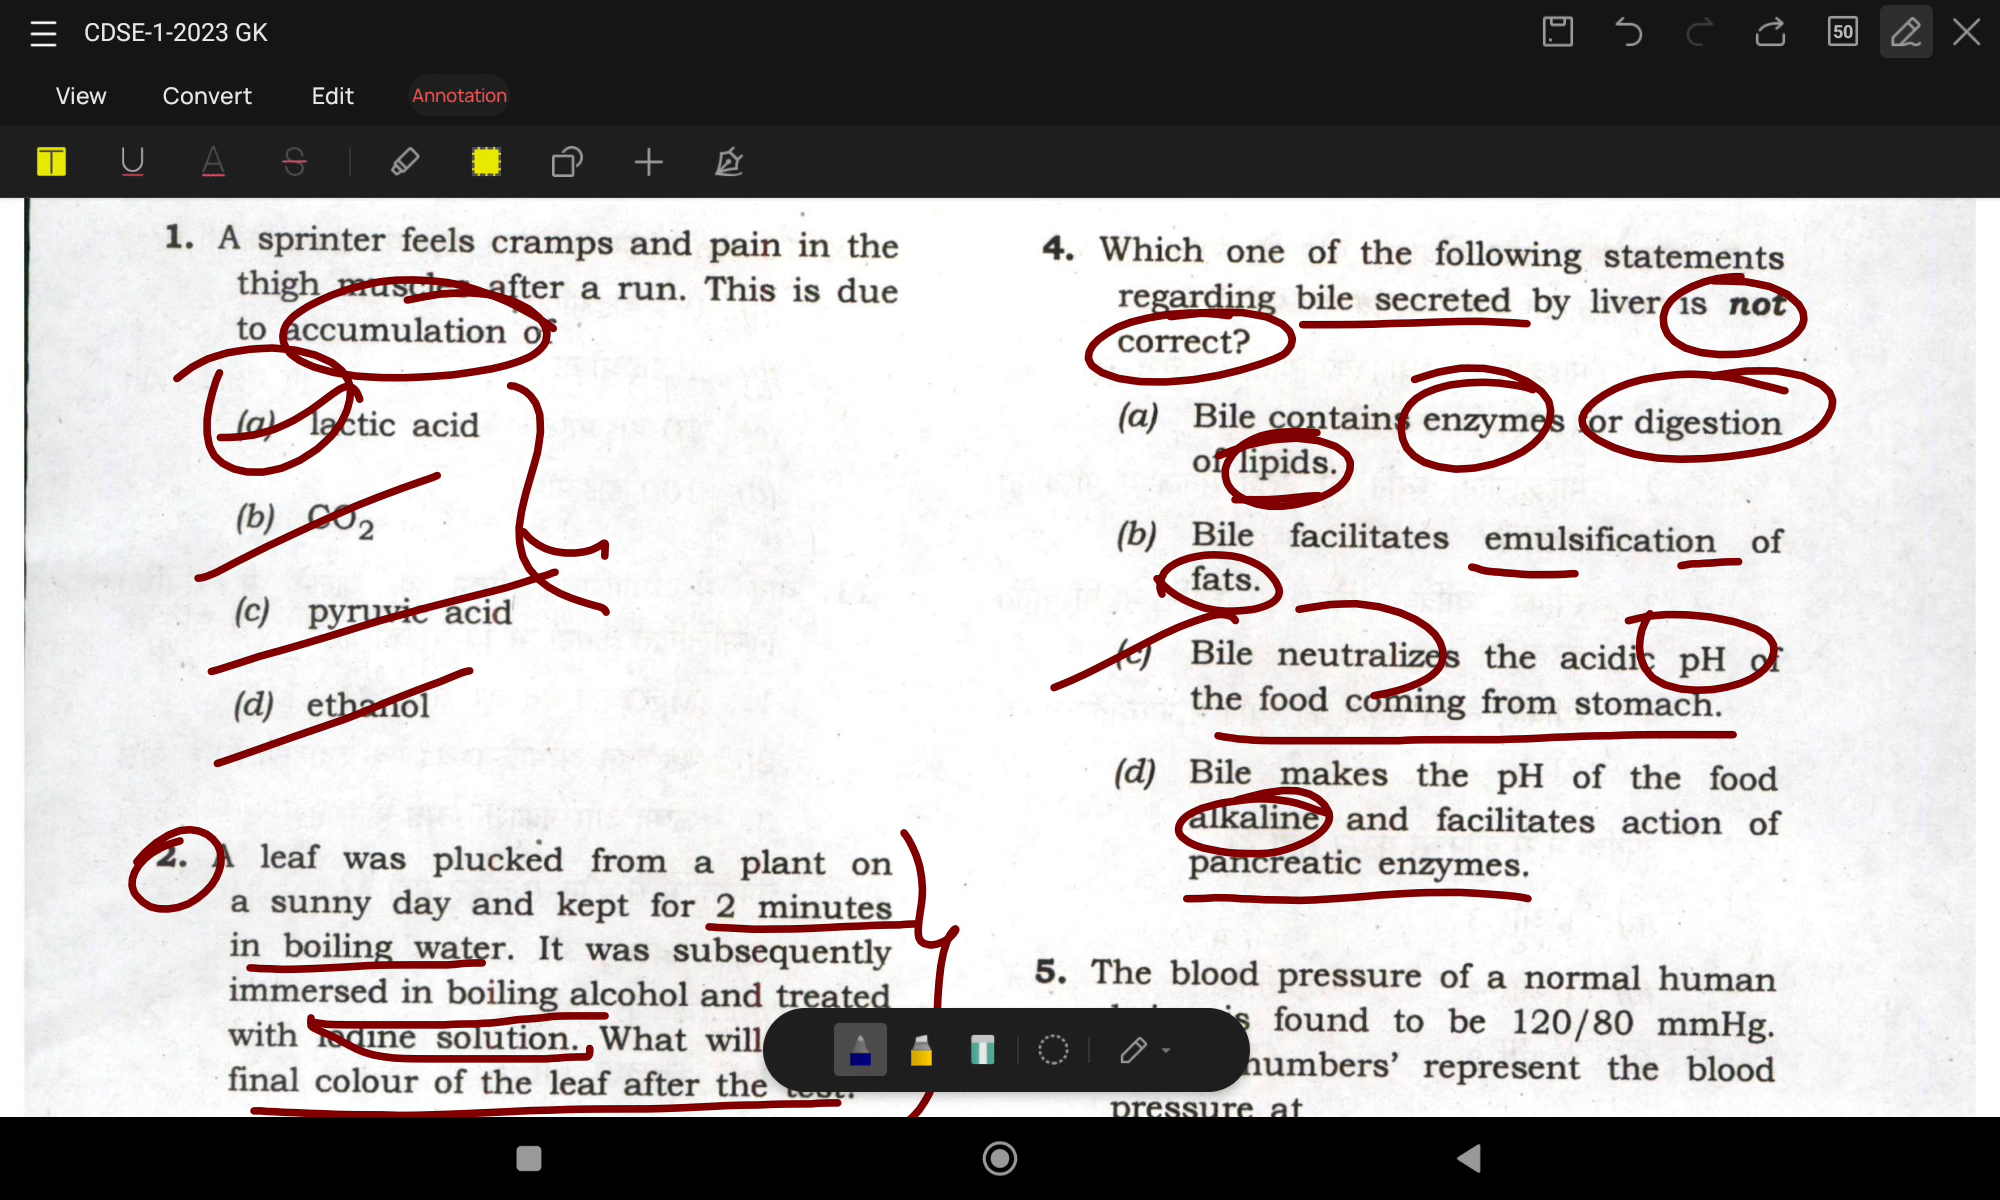 CDSE-1-2023 GK
50
View Convert Edit Annotation
1. A sprinter feels cramps and pain in the
thigh muscles after a run. This is due
to accumulation of
(a) lactic acid
(b) CO2
(c) pyruvic acid
(d) ethanol
2. A leaf was plucked from a plant on
a sunny day and kept for 2 minutes
in boiling water. It was subsequently
immersed in boiling alcohol and treated
with iodine solution. What will
final colour of the leaf after the test.
4. Which one of the following statements
regarding bile secreted by liver is not
correct?
(a) Bile contains enzymes for digestion
of lipids.
(b) Bile facilitates emulsification of
fats.
(c) Bile neutralizes the acidic pH of
the food coming from stomach.
(d) Bile makes the pH of the food
alkaline and facilitates action of
pancreatic enzymes.
5. The blood pressure of a normal human
is found to be 120/80 mmHg.
numbers’ represent the blood
pressure at